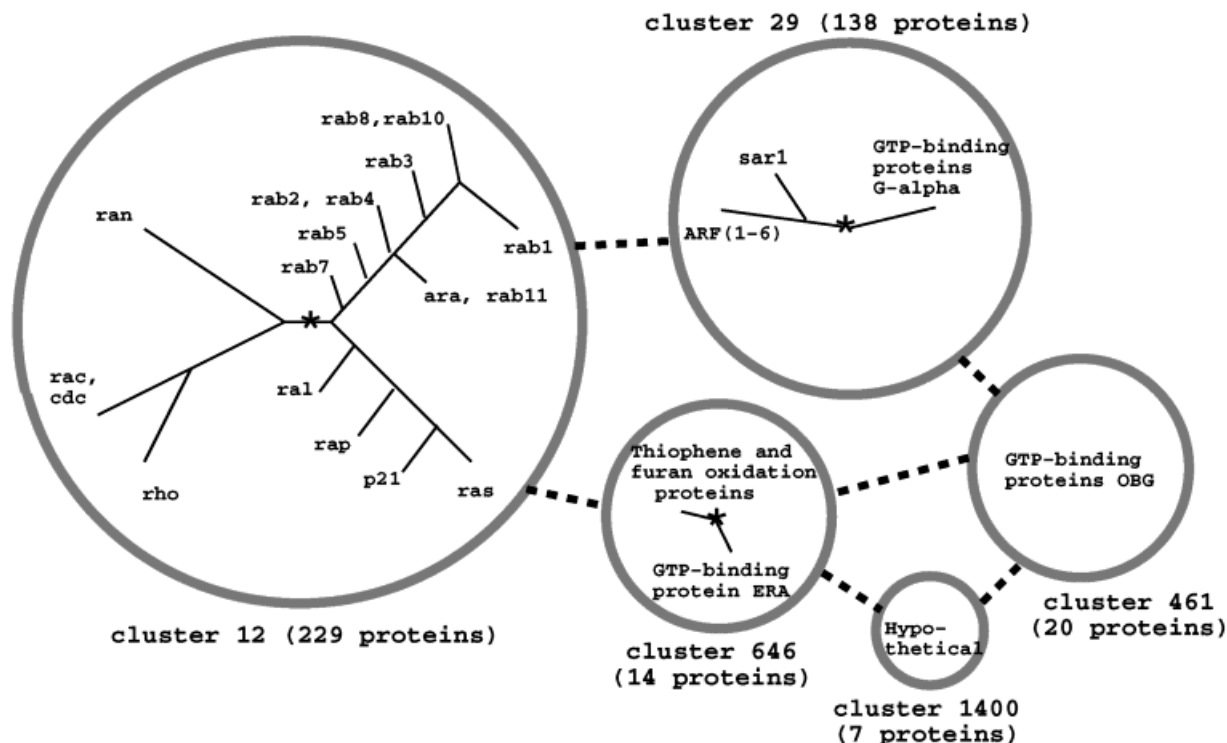 cluster 29 (138 proteins)
rab8,rab10
rab3
rab2, rab4
rab5
rab7
ran
rab1
ara, rab11
rac,
cdc
rho
ral
rap
p21
ras
*
cluster 12 (229 proteins)
sar1
GTP-binding
proteins
G-alpha
ARF(1-6)
*
Thiophene and
furan oxidation
proteins
*
GTP-binding
protein ERA
cluster 646
(14 proteins)
GTP-binding
proteins OBG
cluster 461
(20 proteins)
Hypo-
thetical
cluster 1400
(7 proteins)